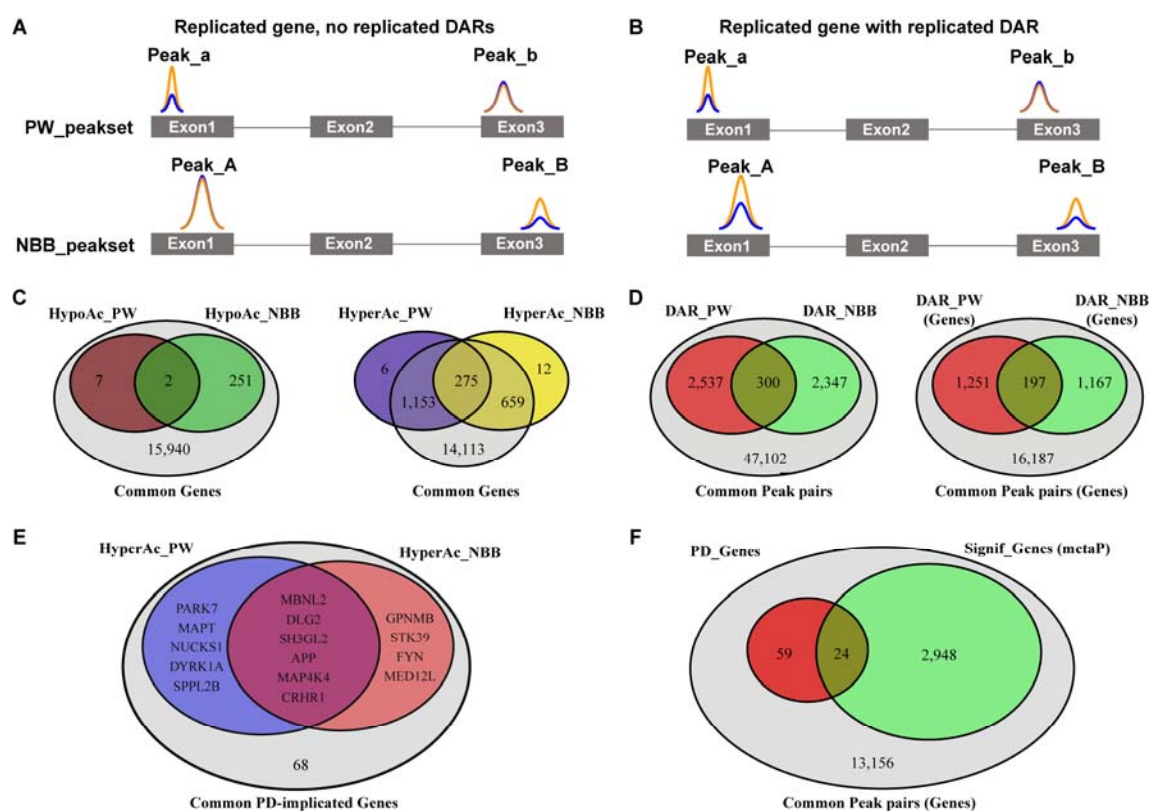 A
Replicated gene, no replicated DARs
Peak_a
Peak_b
PW_peakset
Exon1
Exon2
Exon3
Peak_A
Peak_B
NBB_peakset
Exon1
Exon2
Exon3
B
Replicated gene with replicated DAR
Peak_a
Peak_b
Exon1
Exon2
Exon3
Peak_A
Peak_B
Exon1
Exon2
Exon3
C
HypoAc_PW
HypoAc_NBB
7
2
251
15,940
Common Genes
HyperAc_PW
HyperAc_NBB
6
275
12
1,153
659
14,113
Common Genes
D
DAR_PW
DAR_NBB
2,537
300
2,347
47,102
Common Peak pairs
DAR_PW
(Genes)
DAR_NBB
(Genes)
1,251
197
1,167
16,187
Common Peak pairs (Genes)
E
HyperAc_PW
HyperAc_NBB
PARK7
MAPT
NUCKS1
DYRK1A
SPPL2B
MBNL2
DLG2
SH3GL2
APP
MAP4K4
CRHR1
GPNMB
STK39
FYN
MED12L
68
Common PD-implicated Genes
F
PD_Genes
Signif_Genes (metaP)
59
24
2,948
13,156
Common Peak pairs (Genes)